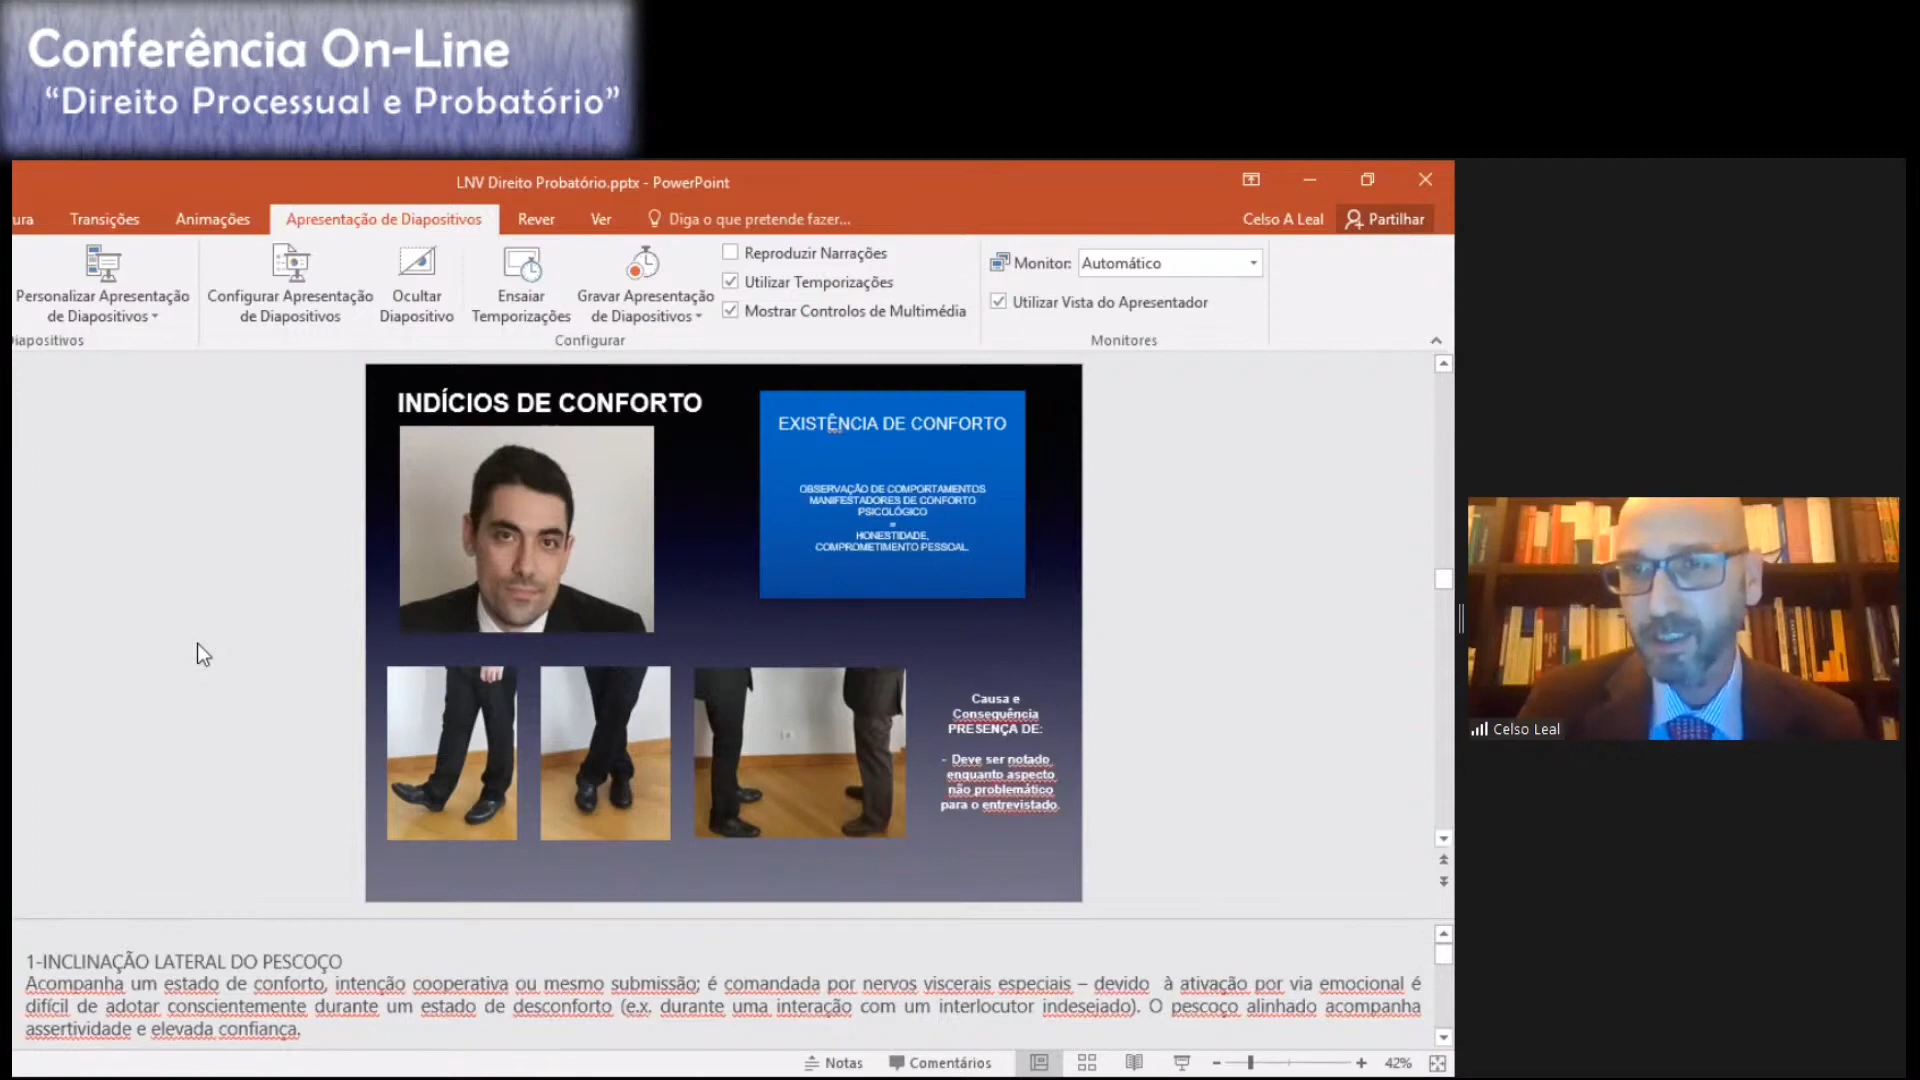 Conferência On-Line
“Direito Processual e Probatório”
LNV Direito Probatório.pptx - PowerPoint
ura
Transições
Animações
Apresentação de Diapositivos
Rever
Ver
Diga o que pretende fazer...
Celso A Leal
Partilhar
Personalizar Apresentação
de Diapositivos
Configurar Apresentação
de Diapositivos
Ocultar
Diapositivo
Ensaiar
Temporizações
Gravar Apresentação
de Diapositivos
Reproduzir Narrações
Utilizar Temporizações
Mostrar Controlos de Multimédia
Monitor:
Automático
Utilizar Vista do Apresentador
iapositivos
Configurar
Monitores
INDÍCIOS DE CONFORTO
EXISTÊNCIA DE CONFORTO
OBSERVAÇÃO DE COMPORTAMENTOS
MANIFESTADORES DE CONFORTO
PSICOLÓGICO
=
HONESTIDADE,
COMPROMETIMENTO PESSOAL.
Causa e
Consequência
PRESENÇA DE:
- Deve ser notado
enquanto aspecto
não problemático
para o entrevistado.
Celso Leal
1-INCLINAÇÃO LATERAL DO PESCOÇO
Acompanha um estado de conforto, intenção cooperativa ou mesmo submissão; é comandada por nervos viscerais especiais – devido à ativação por via emocional é
difícil de adotar conscientemente durante um estado de desconforto (e.x. durante uma interação com um interlocutor indesejado). O pescoço alinhado acompanha
assertividade e elevada confiança.
Notas
Comentários
42%